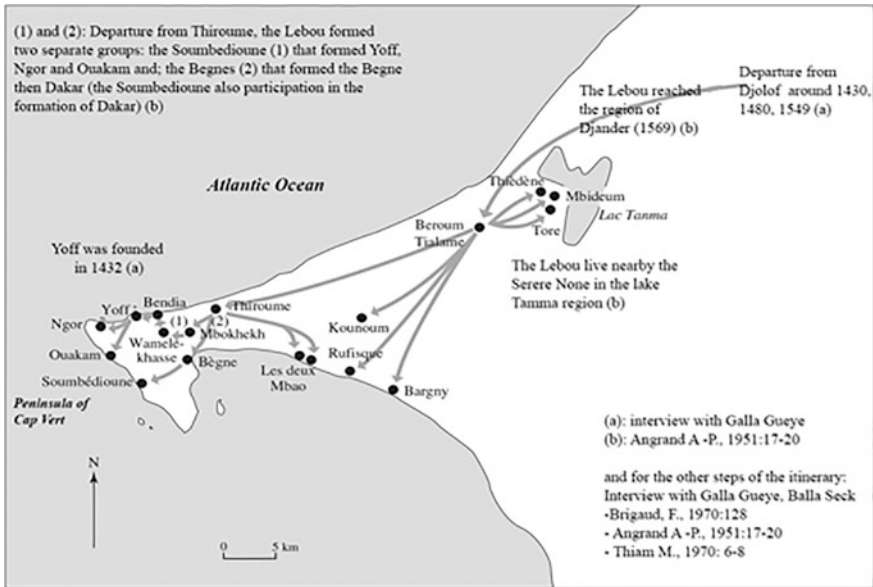 (1) and (2): Departure from Thiroume, the Lebou formed
two separate groups: the Soumbedioune (1) that formed Yoff,
Ngor and Ouakam and; the Begnes (2) that formed the Begne
then Dakar (the Soumbedioune also participation in the
formation of Dakar) (b)
The Lebou reached
the region of
Djander (1569) (b)
Departure from
Djolof around 1430,
1480, 1549 (a)
Atlantic Ocean
Thiedène
Mbideum
Lac Tanma
Tore
Beroum
Tialame
The Lebou live nearby the
Serere None in the lake
Tamma region (b)
Yoff was founded
in 1432 (a)
Yoff
Bendia
Thiroume
Ngor
(1)
(2)
Mbokhekh
Kounoum
Wamele-
khasse
Ouakam
Bègne
Les deux
Mbao
Rufisque
Soumbédioune
Bargny
Peninsula of
Cap Vert
N
0 5 km
(a): interview with Galla Gueye
(b): Angrand A -P., 1951:17-20
and for the other steps of the itinerary:
Interview with Galla Gueye, Balla Seck
-Brigaud, F., 1970:128
- Angrand A -P., 1951:17-20
- Thiam M., 1970: 6-8